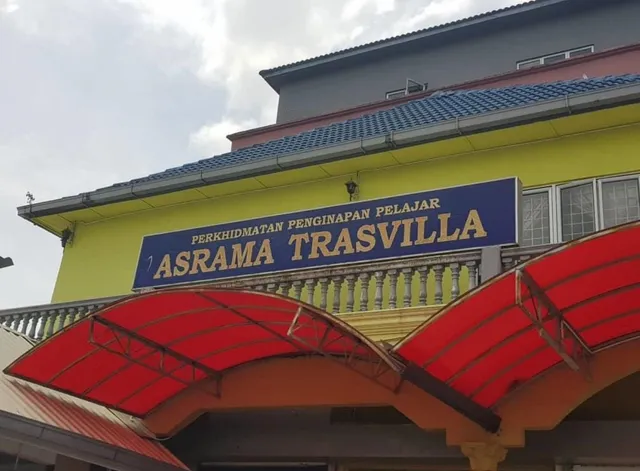 PERKHIDMATAN PENGINAPAN PELAJAR
ASRAMA TRASVILLA